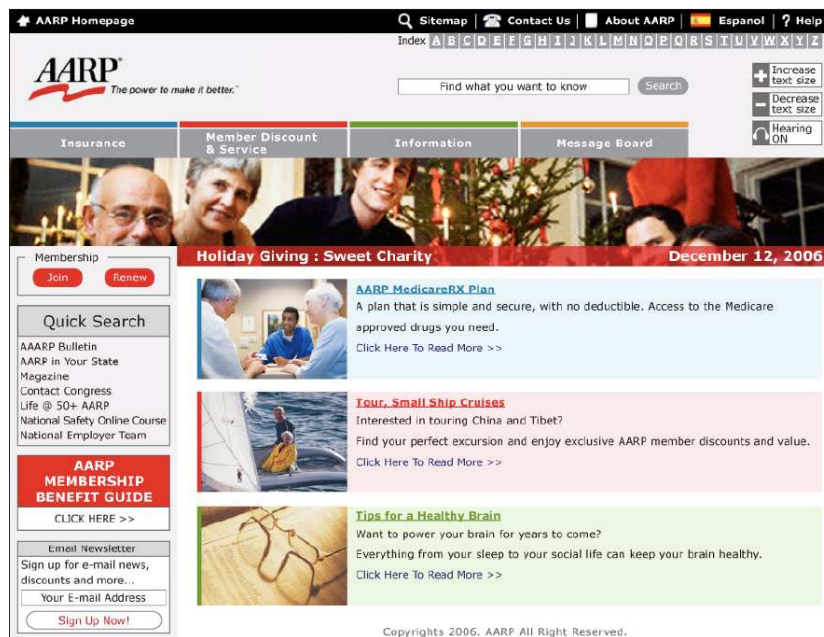 AARP Homepage
Sitemap | Contact Us | About AARP | Espanol | ? Help
Index A B C D E F G H I J K L M N O P Q R S T U V W X Y Z
AARP®
The power to make it better.™
Find what you want to know
Search
Increase
text size
Decrease
text size
Hearing
ON
Insurance
Member Discount
& Service
Information
Message Board
Holiday Giving : Sweet Charity
December 12, 2006
Membership
Join
Renew
Quick Search
AAARP Bulletin
AARP in Your State
Magazine
Contact Congress
Life @ 50+ AARP
National Safety Online Course
National Employer Team
AARP
MEMBERSHIP
BENEFIT GUIDE
CLICK HERE >>
Email Newsletter
Sign up for e-mail news,
discounts and more...
Your E-mail Address
Sign Up Now!
AARP MedicareRX Plan
A plan that is simple and secure, with no deductible. Access to the Medicare
approved drugs you need.
Click Here To Read More >>
Tour, Small Ship Cruises
Interested in touring China and Tibet?
Find your perfect excursion and enjoy exclusive AARP member discounts and value.
Click Here To Read More >>
Tips for a Healthy Brain
Want to power your brain for years to come?
Everything from your sleep to your social life can keep your brain healthy.
Click Here To Read More >>
Copyrights 2006. AARP All Right Reserved.